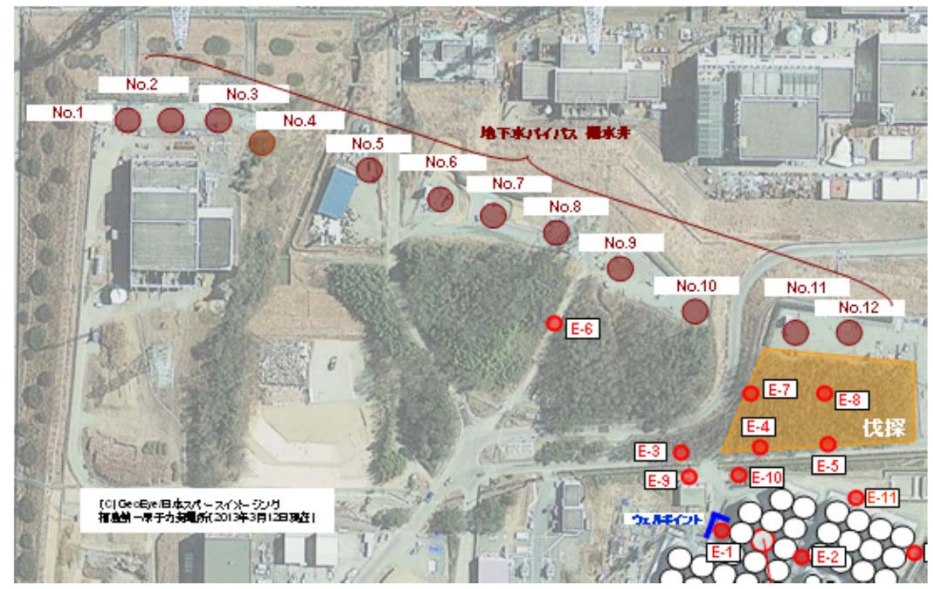 No.2
No.3
No.1
No.4
地下水バイパス 揚水井
No.5
No.6
No.7
No.8
No.9
No.10
No.11
No.12
E-6
E-7
E-8
伐採
E-4
E-3
E-5
E-9
E-10
E-11
(C)GeoEye/日本スペースイメージング
福島第一原子力発電所(2013年3月12日現在)
ウェルポイント
E-1
E-2